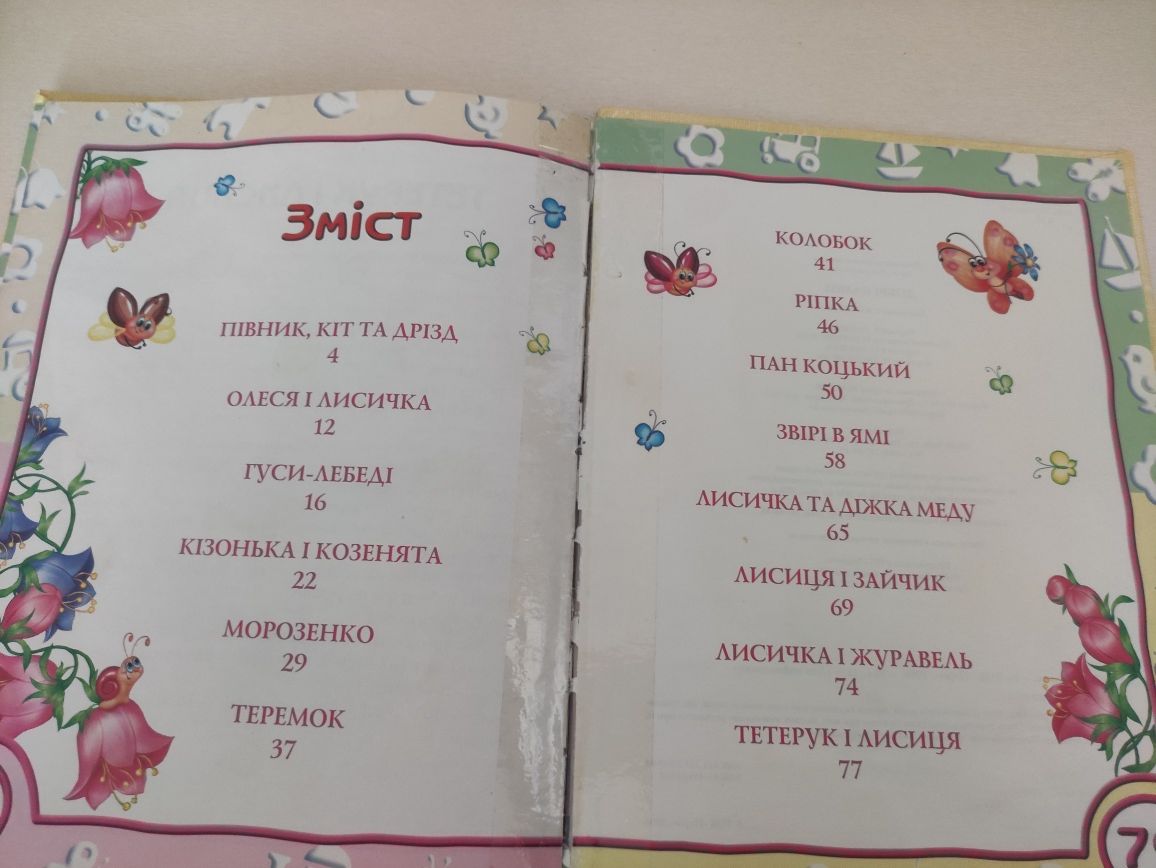 Зміст
ПІВНИК, КІТ ТА ДРІЗД
4
ОЛЕСЯ І ЛИСИЧКА
12
ГУСИ-ЛЕБЕДІ
16
КІЗОНЬКА І КОЗЕНЯТА
22
МОРОЗЕНКО
29
ТЕРЕМОК
37
КОЛОБОК
41
РІПКА
46
ПАН КОЦЬКИЙ
50
ЗВІРІ В ЯМІ
58
ЛИСИЧКА ТА ДІЖКА МЕДУ
65
ЛИСИЦЯ І ЗАЙЧИК
69
ЛИСИЧКА І ЖУРАВЕЛЬ
74
ТЕТЕРУК І ЛИСИЦЯ
77